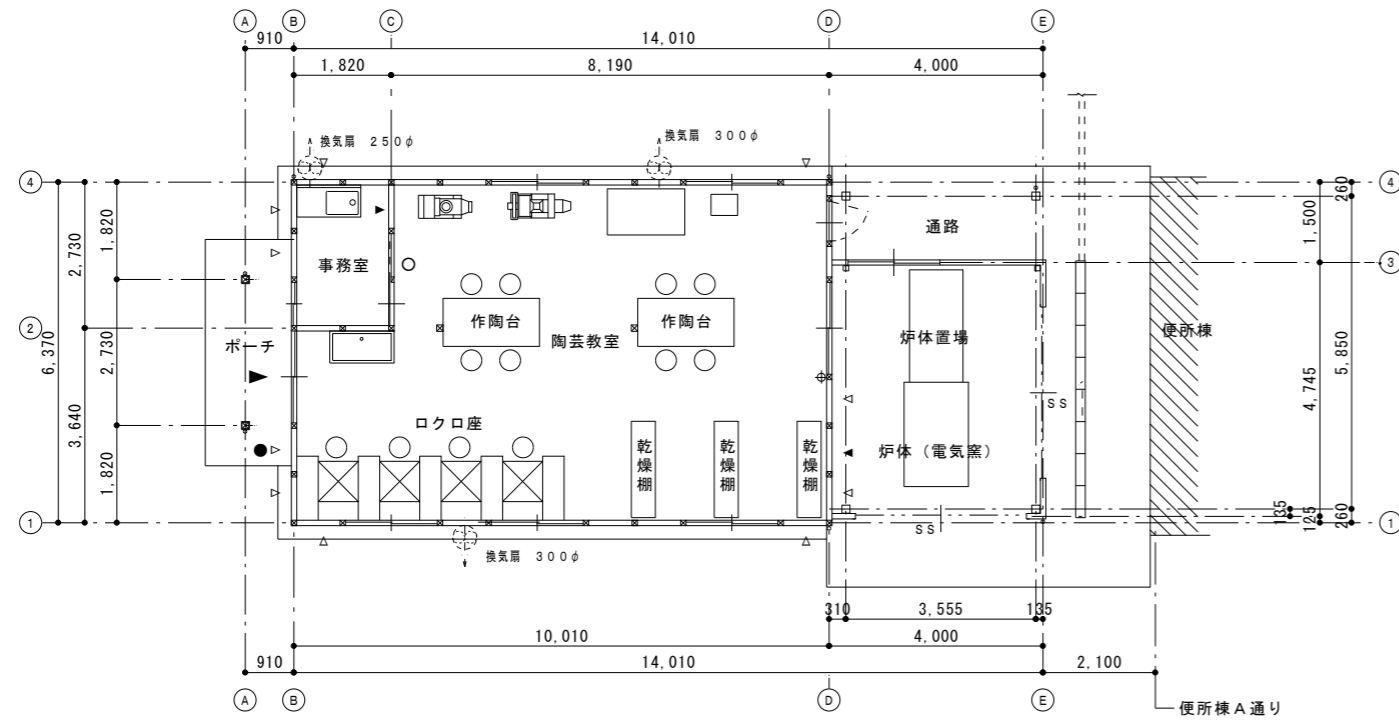 A
B
C
D
E
910
14,010
1,820
8,190
4,000
換気扇 250φ
換気扇 300φ
4
4
260
1,820
2,730
1,500
通路
事務室
3
作陶台
作陶台
2
陶芸教室
炉体置場
便所棟
ポーチ
6,370
2,730
5,850
4,745
SS
3,640
ロクロ座
炉体（電気窯）
乾燥棚
乾燥棚
乾燥棚
1,820
135
125
260
1
1
SS
換気扇 300φ
310
3,555
135
10,010
4,000
910
14,010
2,100
A
B
D
E
便所棟A通り